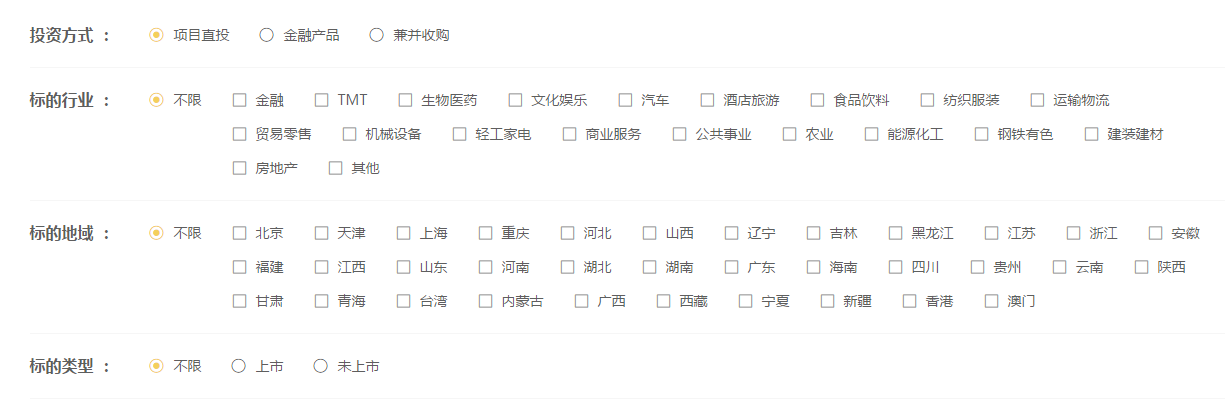 投资方式 : 项目直投 金融产品 兼并收购
标的行业 : 不限 金融 TMT 生物医药 文化娱乐 汽车 酒店旅游 食品饮料 纺织服装 运输物流
贸易零售 机械设备 轻工家电 商业服务 公共事业 农业 能源化工 钢铁有色 建装建材
房地产 其他
标的地域 : 不限 北京 天津 上海 重庆 河北 山西 辽宁 吉林 黑龙江 江苏 浙江 安徽
福建 江西 山东 河南 湖北 湖南 广东 海南 四川 贵州 云南 陕西
甘肃 青海 台湾 内蒙古 广西 西藏 宁夏 新疆 香港 澳门
标的类型 : 不限 上市 未上市